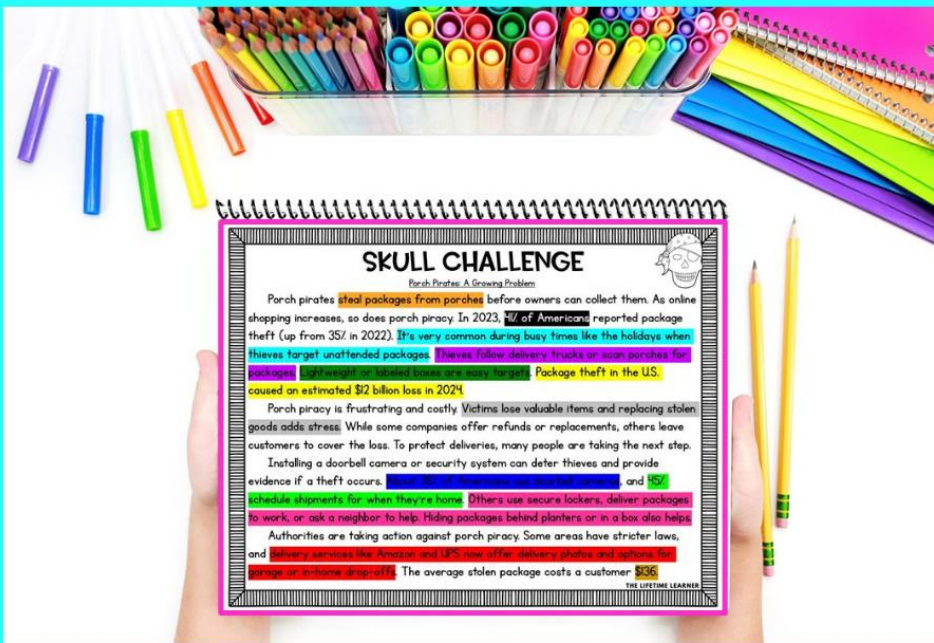 SKULL CHALLENGE
Porch Pirates: A Growing Problem
Porch pirates steal packages from porches before owners can collect them. As online
shopping increases, so does porch piracy. In 2023, 41% of Americans reported package
theft (up from 35% in 2022). It's very common during busy times like the holidays when
thieves target unattended packages. Thieves follow delivery trucks or scan porches for
packages. Lightweight or labeled boxes are easy targets. Package theft in the U.S.
caused an estimated $12 billion loss in 2024.
Porch piracy is frustrating and costly. Victims lose valuable items and replacing stolen
goods adds stress. While some companies offer refunds or replacements, others leave
customers to cover the loss. To protect deliveries, many people are taking the next step.
Installing a doorbell camera or security system can deter thieves and provide
evidence if a theft occurs. About 38% of Americans use doorbell cameras, and 45%
schedule shipments for when they're home. Others use secure lockers, deliver packages
to work, or ask a neighbor to help. Hiding packages behind planters or in a box also helps.
Authorities are taking action against porch piracy. Some areas have stricter laws,
and delivery services like Amazon and UPS now offer delivery photos and options for
garage or in-home drop-offs. The average stolen package costs a customer $136.
THE LIFETIME LEARNER